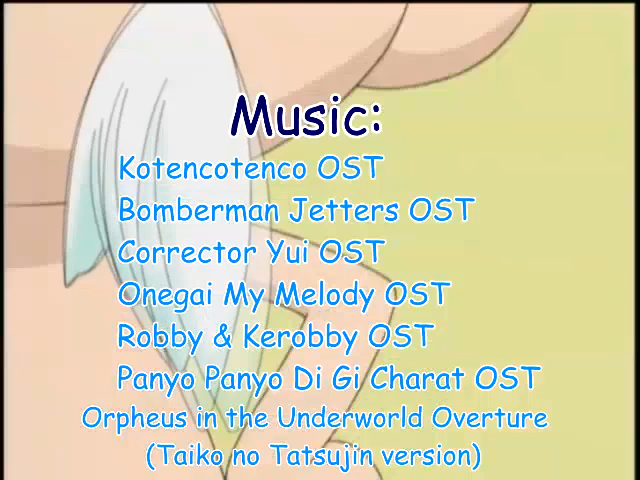 Music:
Kotencotenco OST
Bomberman Jetters OST
Corrector Yui OST
Onegai My Melody OST
Robby & Kerobby OST
Panyo Panyo Di Gi Charat OST
Orpheus in the Underworld Overture
(Taiko no Tatsujin version)